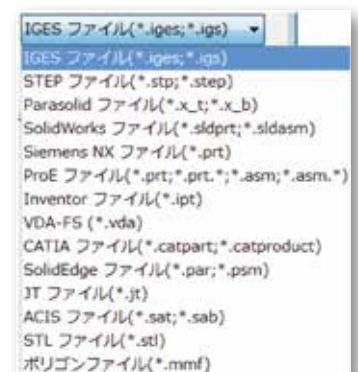 IGES ファイル(*.iges;*.igs)
IGES ファイル(*.iges;*.igs)
STEP ファイル(*.stp;*.step)
Parasolid ファイル(*.x_t;*.x_b)
SolidWorks ファイル(*.sldprt;*.sldasm)
Siemens NX ファイル(*.prt)
ProE ファイル(*.prt;*.prt.*;*.asm;*.asm.*)
Inventor ファイル(*.ipt)
VDA-FS (*.vda)
CATIA ファイル(*.catpart;*.catproduct)
SolidEdge ファイル(*.par;*.psm)
JT ファイル(*.jt)
ACIS ファイル(*.sat;*.sab)
STL ファイル(*.stl)
ポリゴンファイル(*.mmf)